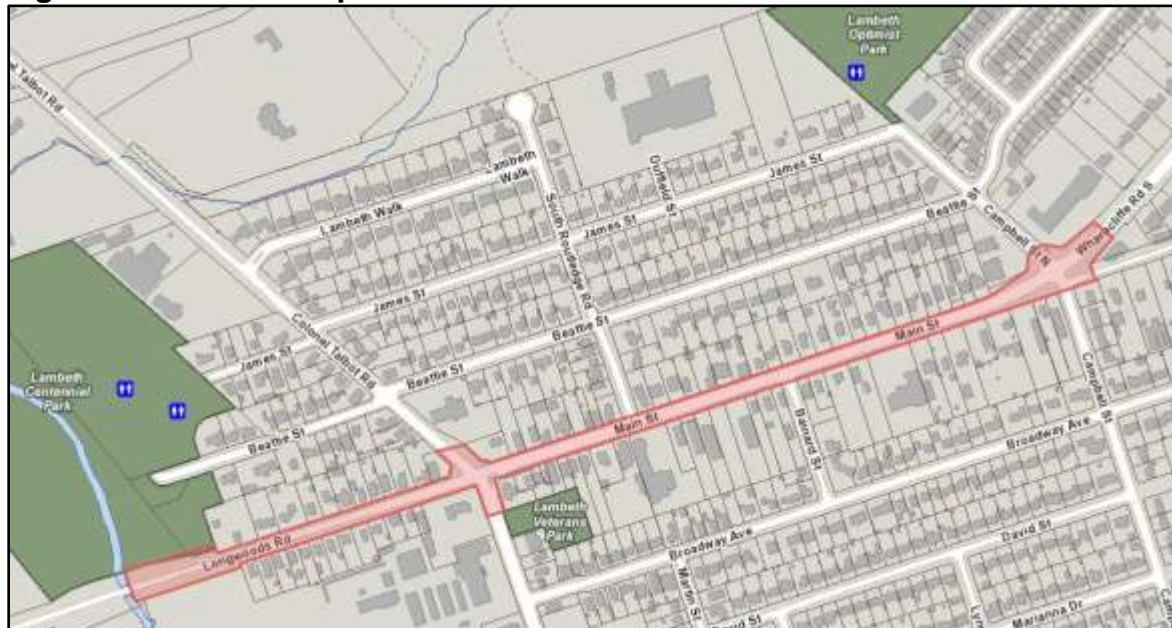 Lambeth
Optimist
Park
Talbot Rd
Lambeth
Walk
Duffield St
James St
Lambeth Walk
South Routledge Rd
James St
Beattie St
Campbell St N
Wharncliffe Rd S
James St
Colonel Talbot Rd
Beattie St
James St
Main St
Lambeth
Centennial
Park
Beattie St
Campbell St
Main St
Barnard St
Broadway Ave
Beattie St
Lambeth
Veterans
Park
Longwoods Rd
Broadway Ave
David St
Martin St
Marianna Dr